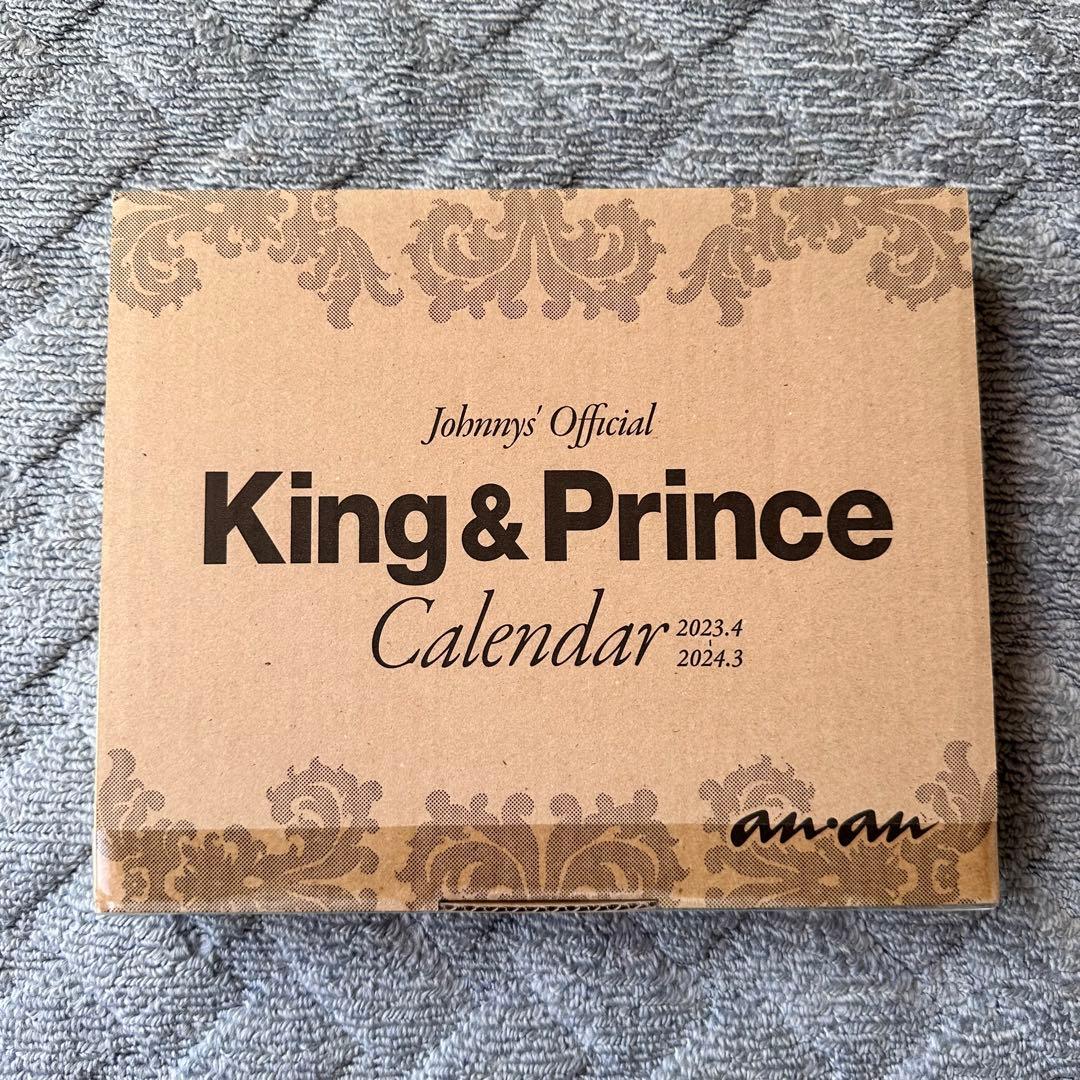 Johnnys' Official
King & Prince
Calendar 2023.4
-
2024.3
an・an